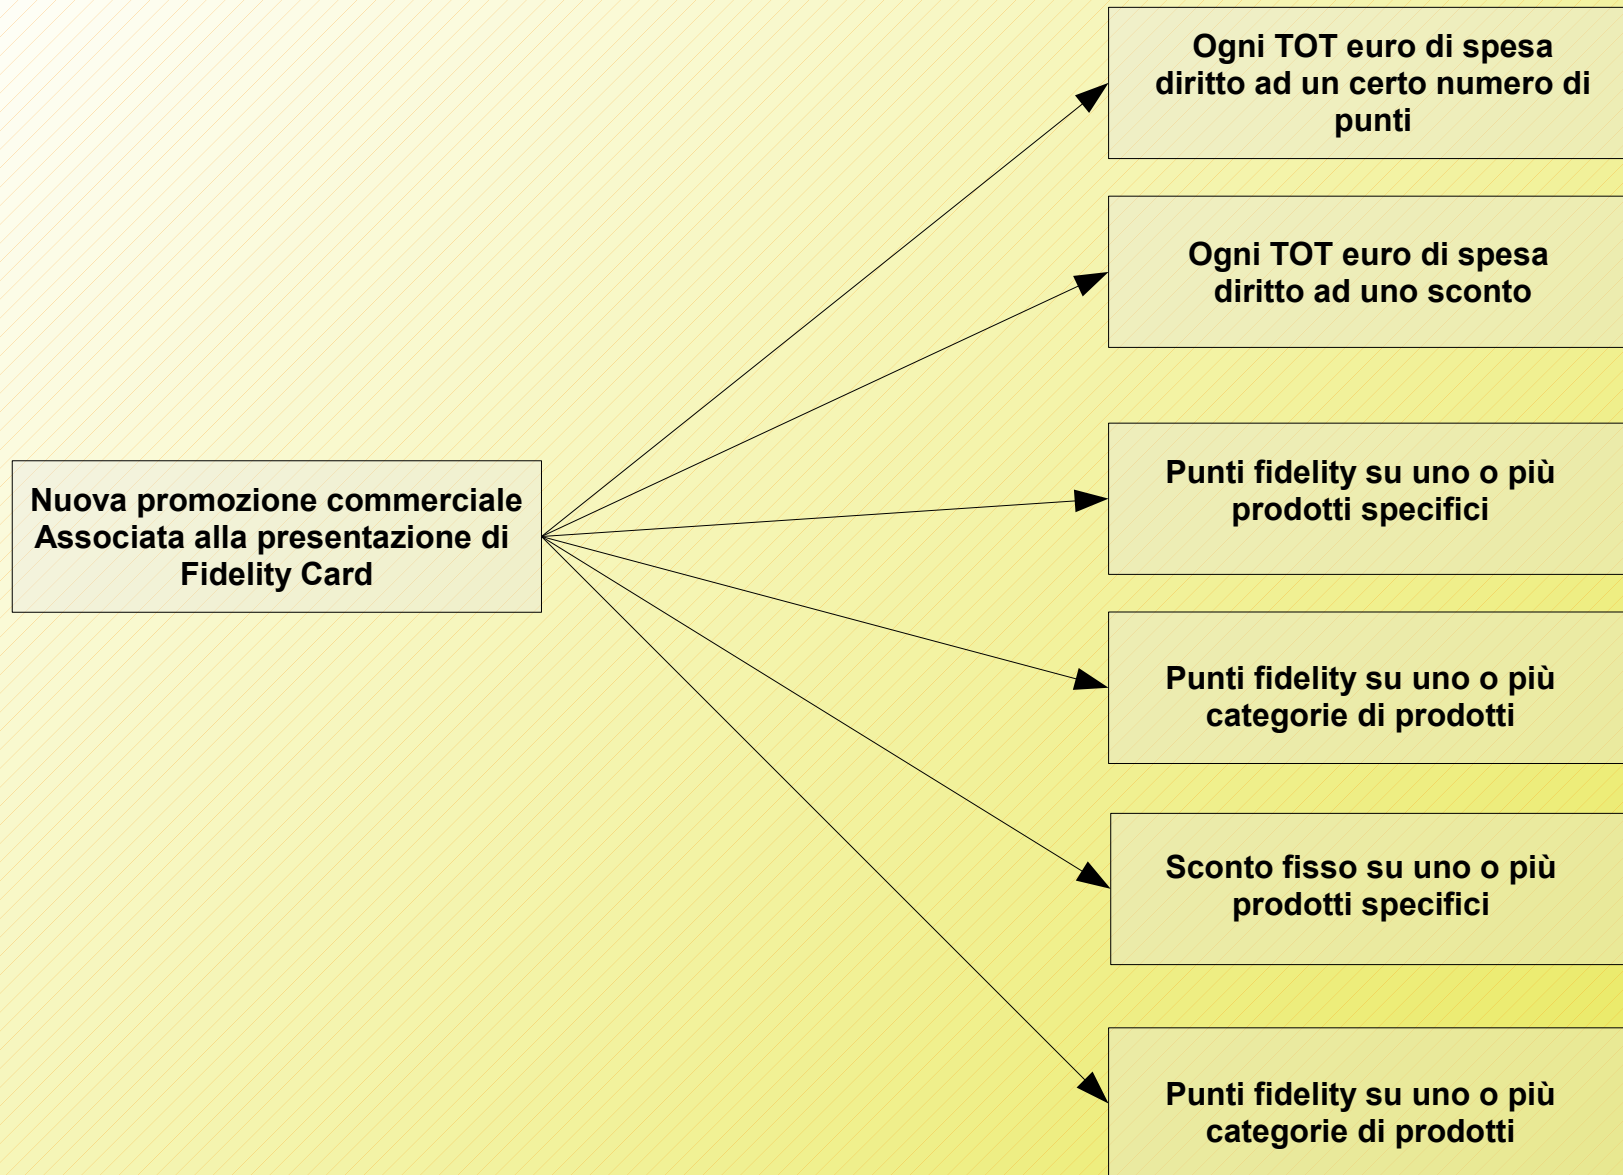 Ogni TOT euro di spesa
diritto ad un certo numero di
punti
Ogni TOT euro di spesa
diritto ad uno sconto
Punti fidelity su uno o più
prodotti specifici
Nuova promozione commerciale
Associata alla presentazione di
Fidelity Card
Punti fidelity su uno o più
categorie di prodotti
Sconto fisso su uno o più
prodotti specifici
Punti fidelity su uno o più
categorie di prodotti